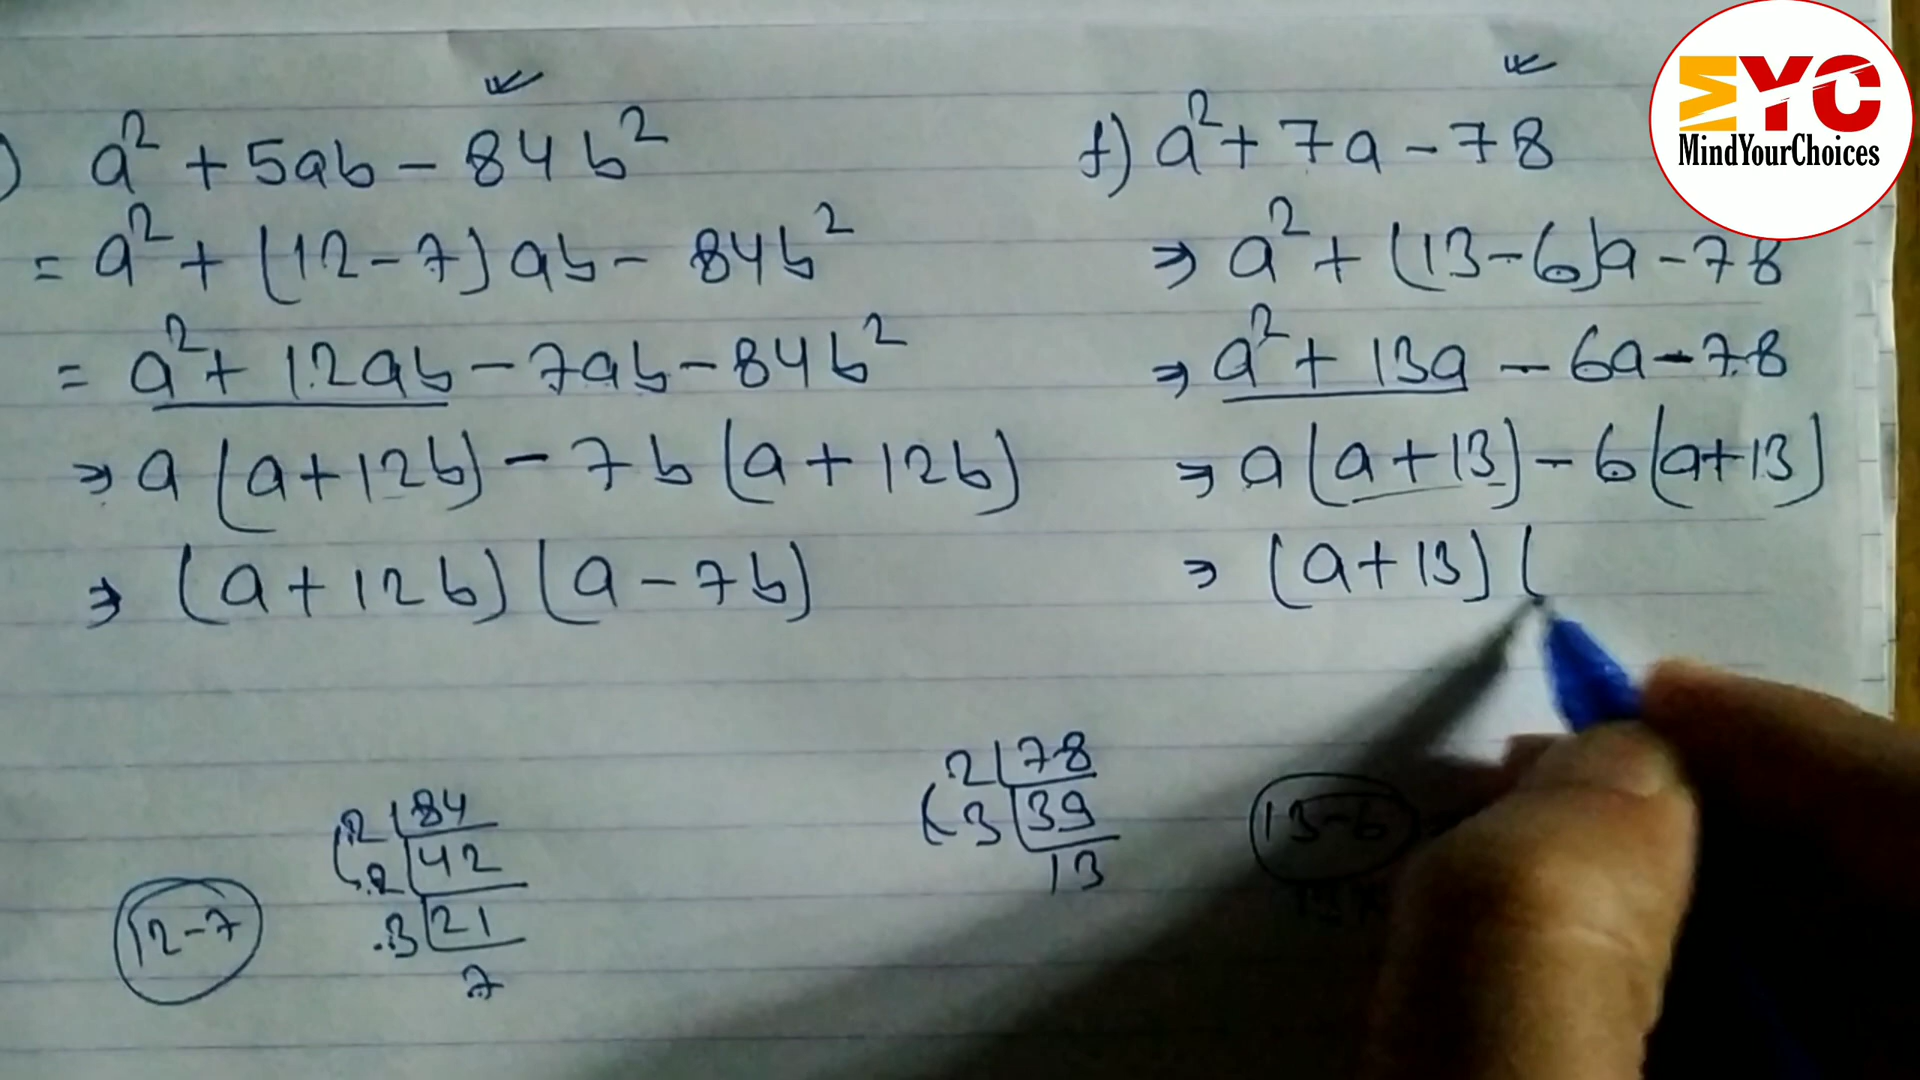 ) a² + 5ab - 84b²
= a² + (12 - 7) ab - 84b²
= a² + 12ab - 7ab - 84b²
⇒ a (a + 12b) - 7b (a + 12b)
⇒ (a + 12b) (a - 7b)
f) a² + 7a - 78
⇒ a² + (13 - 6)a - 78
⇒ a² + 13a - 6a - 78
⇒ a (a + 13) - 6 (a + 13)
⇒ (a + 13) (
12 - 7
2 | 84
2 | 42
3 | 21
7
2 | 78
3 | 39
13
13 - 6
MYC
MindYourChoices